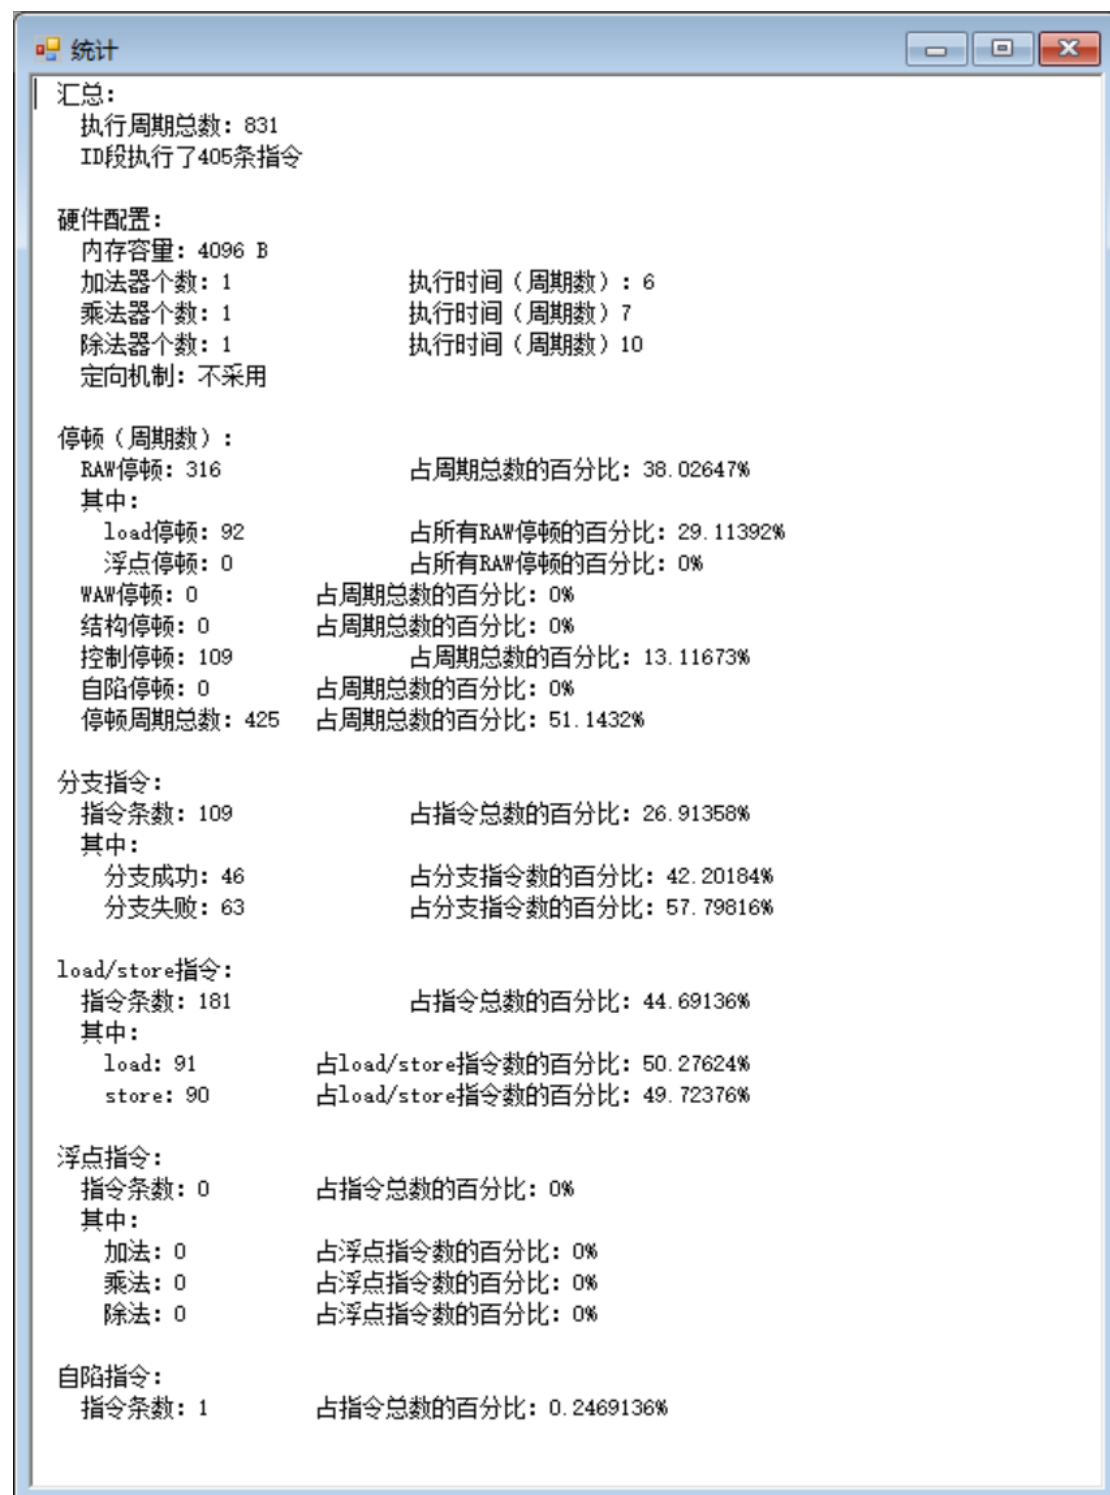 统计
汇总：
执行周期总数：831
ID段执行了405条指令
硬件配置：
内存容量：4096 B
加法器个数：1 执行时间（周期数）：6
乘法器个数：1 执行时间（周期数）7
除法器个数：1 执行时间（周期数）10
定向机制：不采用
停顿（周期数）：
RAW停顿：316 占周期总数的百分比：38.02647%
其中：
load停顿：92 占所有RAW停顿的百分比：29.11392%
浮点停顿：0 占所有RAW停顿的百分比：0%
WAW停顿：0 占周期总数的百分比：0%
结构停顿：0 占周期总数的百分比：0%
控制停顿：109 占周期总数的百分比：13.11673%
自陷停顿：0 占周期总数的百分比：0%
停顿周期总数：425 占周期总数的百分比：51.1432%
分支指令：
指令条数：109 占指令总数的百分比：26.91358%
其中：
分支成功：46 占分支指令数的百分比：42.20184%
分支失败：63 占分支指令数的百分比：57.79816%
load/store指令：
指令条数：181 占指令总数的百分比：44.69136%
其中：
load：91 占load/store指令数的百分比：50.27624%
store：90 占load/store指令数的百分比：49.72376%
浮点指令：
指令条数：0 占指令总数的百分比：0%
其中：
加法：0 占浮点指令数的百分比：0%
乘法：0 占浮点指令数的百分比：0%
除法：0 占浮点指令数的百分比：0%
自陷指令：
指令条数：1 占指令总数的百分比：0.2469136%